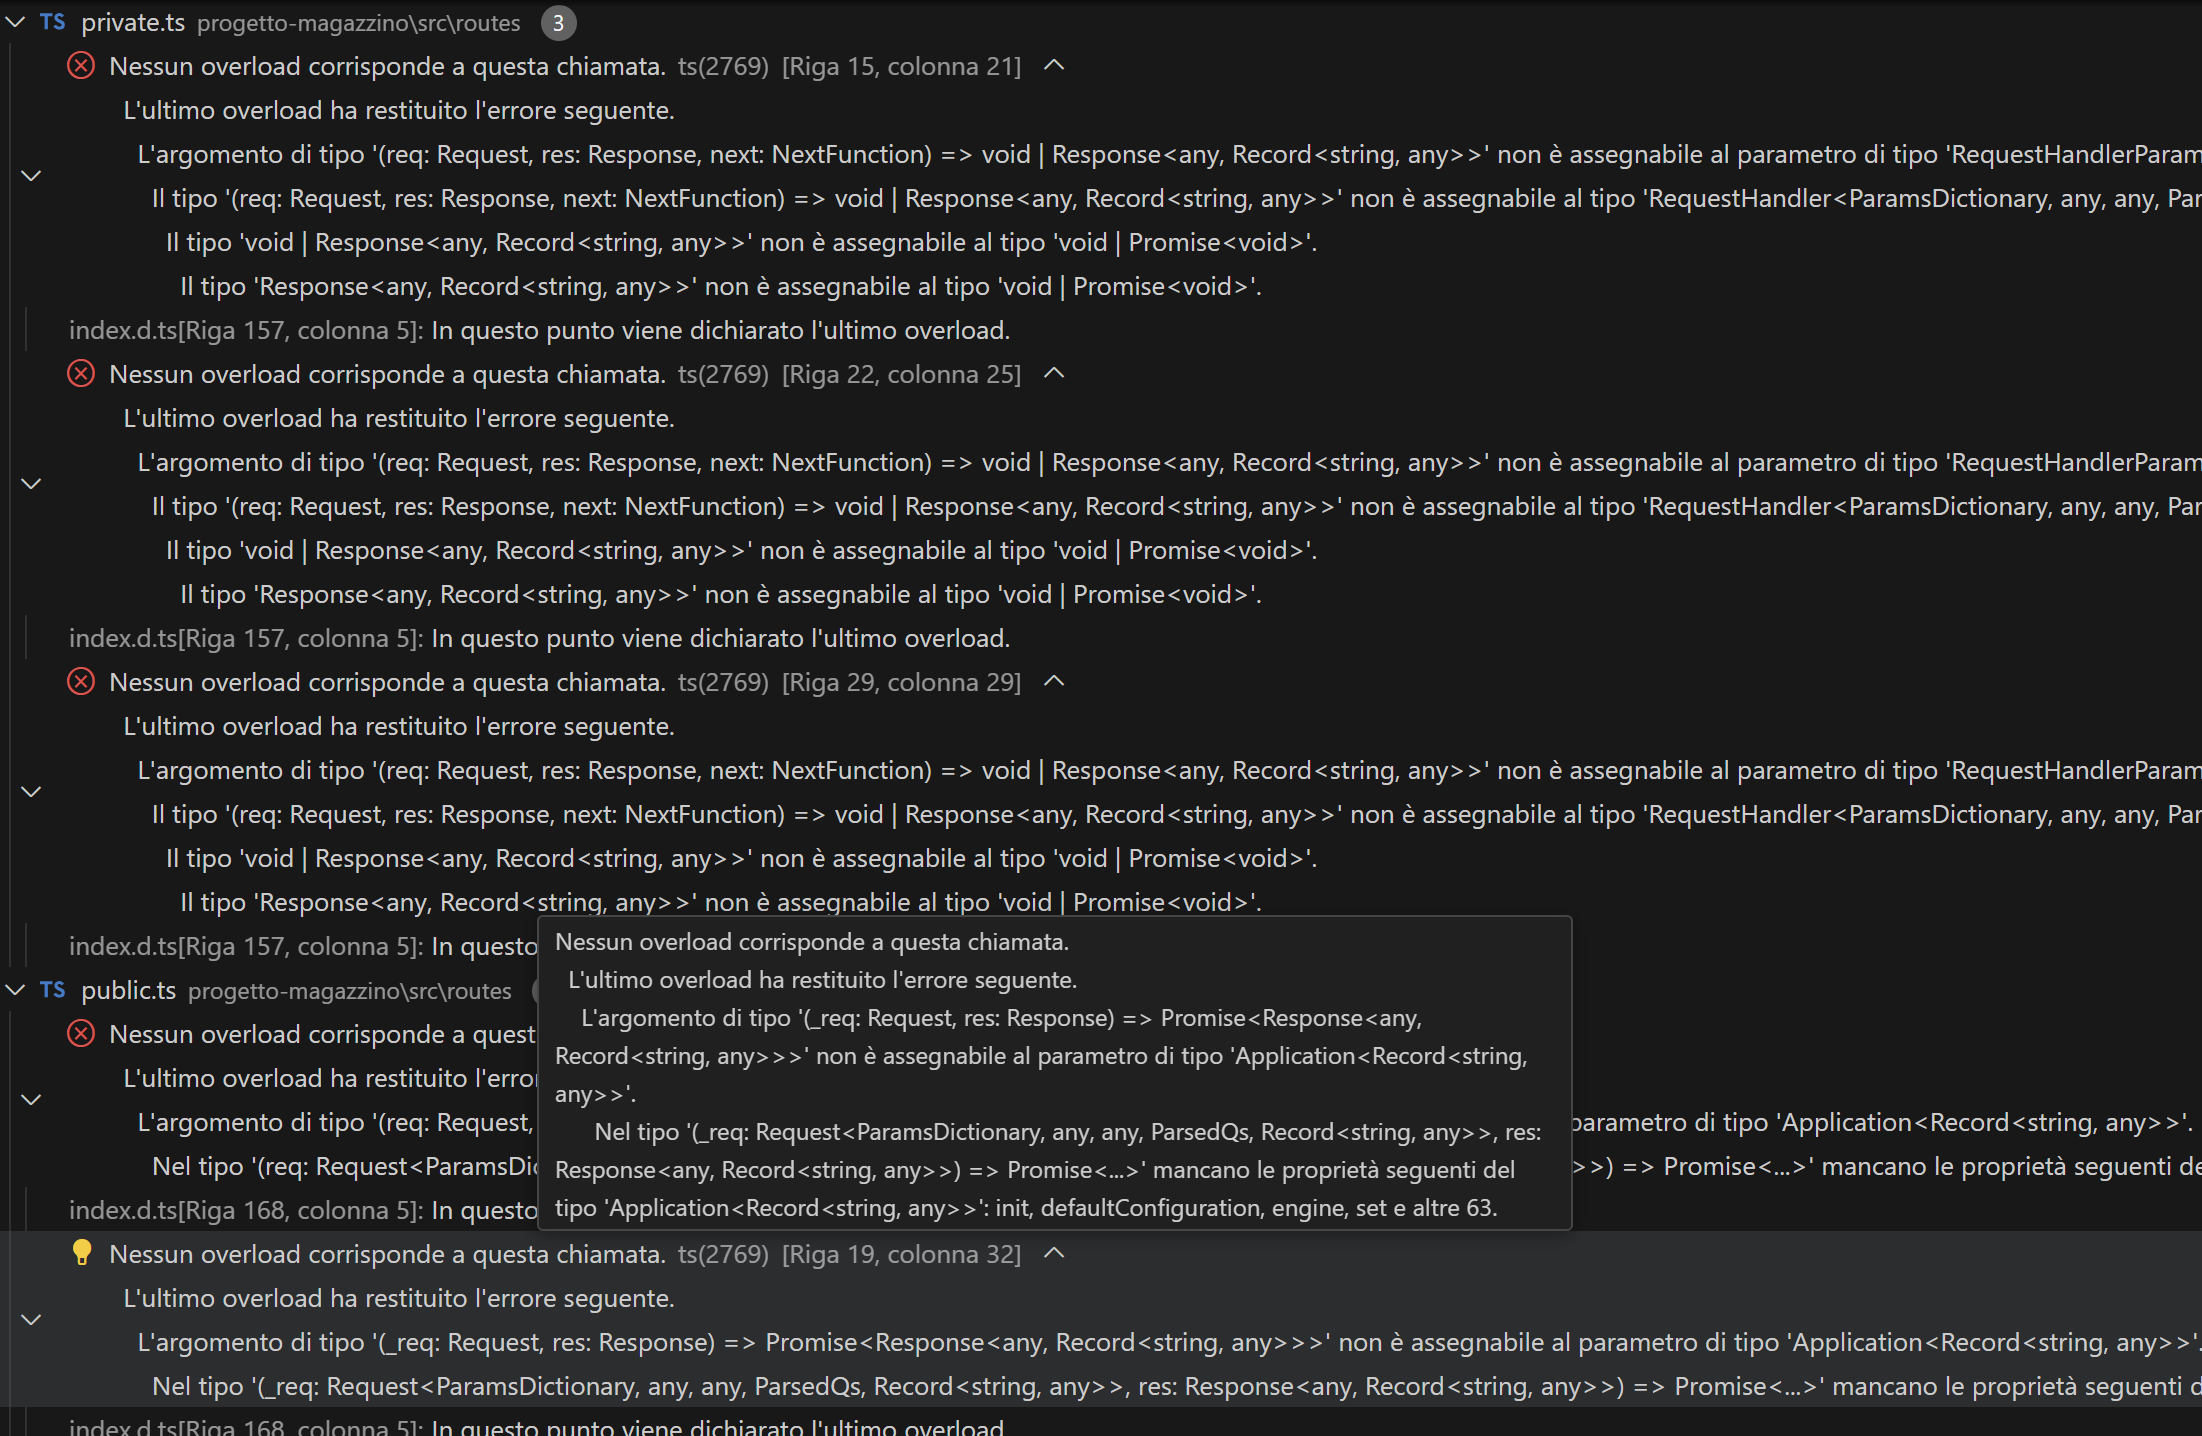 TS private.ts progetto-magazzino\src\routes 3
Nessun overload corrisponde a questa chiamata. ts(2769) [Riga 15, colonna 21]
L'ultimo overload ha restituito l'errore seguente.
L'argomento di tipo '(req: Request, res: Response, next: NextFunction) => void | Response<any, Record<string, any>>' non è assegnabile al parametro di tipo 'RequestHandlerParam
Il tipo '(req: Request, res: Response, next: NextFunction) => void | Response<any, Record<string, any>>' non è assegnabile al tipo 'RequestHandler<ParamsDictionary, any, any, Par
Il tipo 'void | Response<any, Record<string, any>>' non è assegnabile al tipo 'void | Promise<void>'.
Il tipo 'Response<any, Record<string, any>>' non è assegnabile al tipo 'void | Promise<void>'.
index.d.ts[Riga 157, colonna 5]: In questo punto viene dichiarato l'ultimo overload.
Nessun overload corrisponde a questa chiamata. ts(2769) [Riga 22, colonna 25]
L'ultimo overload ha restituito l'errore seguente.
L'argomento di tipo '(req: Request, res: Response, next: NextFunction) => void | Response<any, Record<string, any>>' non è assegnabile al parametro di tipo 'RequestHandlerParam
Il tipo '(req: Request, res: Response, next: NextFunction) => void | Response<any, Record<string, any>>' non è assegnabile al tipo 'RequestHandler<ParamsDictionary, any, any, Par
Il tipo 'void | Response<any, Record<string, any>>' non è assegnabile al tipo 'void | Promise<void>'.
Il tipo 'Response<any, Record<string, any>>' non è assegnabile al tipo 'void | Promise<void>'.
index.d.ts[Riga 157, colonna 5]: In questo punto viene dichiarato l'ultimo overload.
Nessun overload corrisponde a questa chiamata. ts(2769) [Riga 29, colonna 29]
L'ultimo overload ha restituito l'errore seguente.
L'argomento di tipo '(req: Request, res: Response, next: NextFunction) => void | Response<any, Record<string, any>>' non è assegnabile al parametro di tipo 'RequestHandlerParam
Il tipo '(req: Request, res: Response, next: NextFunction) => void | Response<any, Record<string, any>>' non è assegnabile al tipo 'RequestHandler<ParamsDictionary, any, any, Par
Il tipo 'void | Response<any, Record<string, any>>' non è assegnabile al tipo 'void | Promise<void>'.
Il tipo 'Response<any, Record<string, any>>' non è assegnabile al tipo 'void | Promise<void>'.
index.d.ts[Riga 157, colonna 5]: In questo
Nessun overload corrisponde a questa chiamata.
L'ultimo overload ha restituito l'errore seguente.
L'argomento di tipo '(_req: Request, res: Response) => Promise<Response<any,
Record<string, any>>>' non è assegnabile al parametro di tipo 'Application<Record<string,
any>>'.
Nel tipo '(_req: Request<ParamsDictionary, any, any, ParsedQs, Record<string, any>>, res:
Response<any, Record<string, any>>) => Promise<...>' mancano le proprietà seguenti del
tipo 'Application<Record<string, any>>': init, defaultConfiguration, engine, set e altre 63.
TS public.ts progetto-magazzino\src\routes
Nessun overload corrisponde a quest
L'ultimo overload ha restituito l'erro
L'argomento di tipo '(req: Request, parametro di tipo 'Application<Record<string, any>>'.
Nel tipo '(req: Request<ParamsDic >>) => Promise<...>' mancano le proprietà seguenti de
index.d.ts[Riga 168, colonna 5]: In questo
Nessun overload corrisponde a questa chiamata. ts(2769) [Riga 19, colonna 32]
L'ultimo overload ha restituito l'errore seguente.
L'argomento di tipo '(_req: Request, res: Response) => Promise<Response<any, Record<string, any>>>' non è assegnabile al parametro di tipo 'Application<Record<string, any>>'.
Nel tipo '(_req: Request<ParamsDictionary, any, any, ParsedQs, Record<string, any>>, res: Response<any, Record<string, any>>) => Promise<...>' mancano le proprietà seguenti d
index.d.ts[Riga 168, colonna 5]: In questo punto viene dichiarato l'ultimo overload.